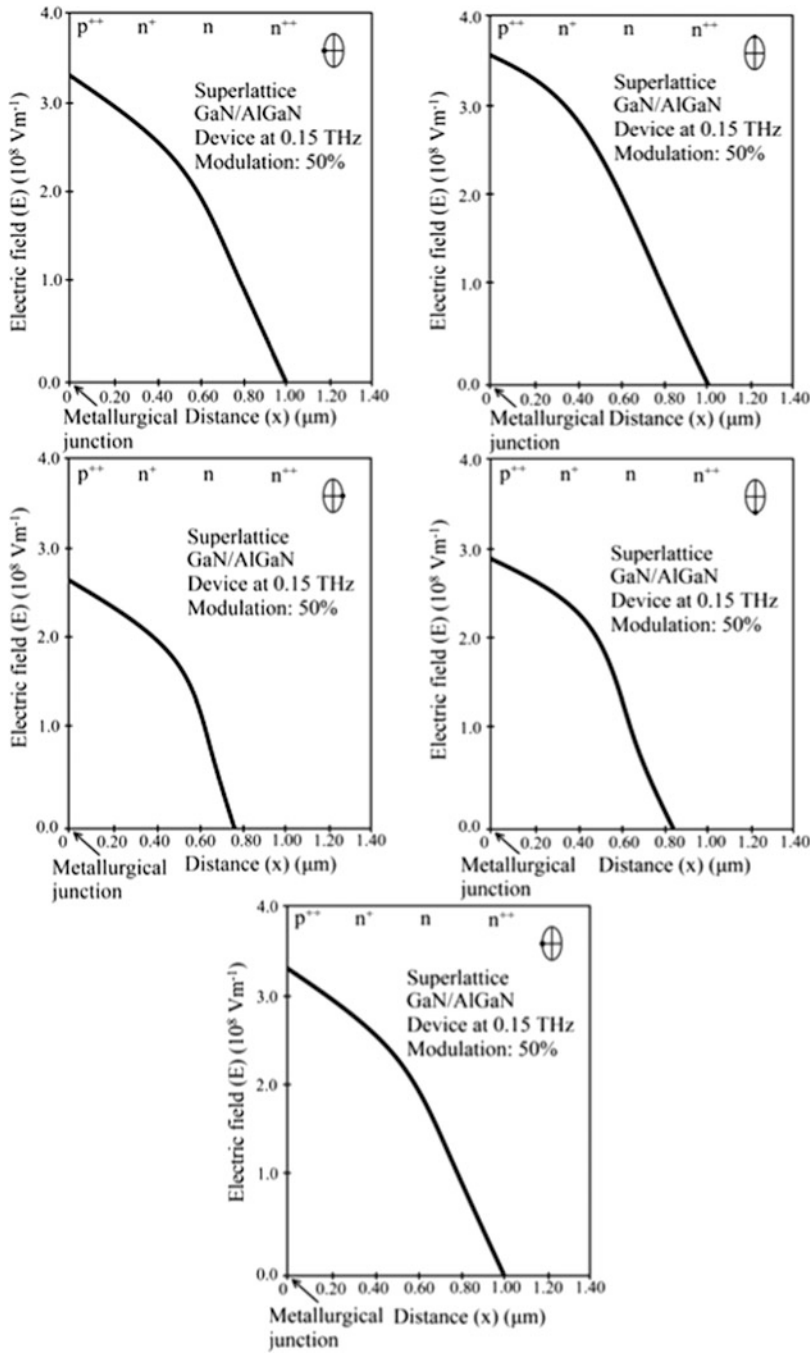 p⁺⁺ n⁺ n n⁺⁺
Electric field (E) (10⁸ Vm⁻¹)
Superlattice
GaN/AlGaN
Device at 0.15 THz
Modulation: 50%
3.0
2.0
1.0
0.0
0 0.20 0.40 0.60 0.80 1.00 1.20 1.40
Metallurgical Distance (x) (μm)
junction
4.0
p⁺⁺ n⁺ n n⁺⁺
Electric field (E) (10⁸ Vm⁻¹)
Superlattice
GaN/AlGaN
Device at 0.15 THz
Modulation: 50%
3.0
2.0
1.0
0.0
0 0.20 0.40 0.60 0.80 1.00 1.20 1.40
Metallurgical Distance (x) (μm)
junction
4.0
p⁺⁺ n⁺ n n⁺⁺
Electric field (E) (10⁸ Vm⁻¹)
Superlattice
GaN/AlGaN
Device at 0.15 THz
Modulation: 50%
3.0
2.0
1.0
0.0
0 0.20 0.40 0.60 0.80 1.00 1.20 1.40
Metallurgical Distance (x) (μm)
junction
4.0
p⁺⁺ n⁺ n n⁺⁺
Electric field (E) (10⁸ Vm⁻¹)
Superlattice
GaN/AlGaN
Device at 0.15 THz
Modulation: 50%
3.0
2.0
1.0
0.0
0 0.20 0.40 0.60 0.80 1.00 1.20 1.40
Metallurgical Distance (x) (μm)
junction
4.0
p⁺⁺ n⁺ n n⁺⁺
Electric field (E) (10⁸ Vm⁻¹)
Superlattice
GaN/AlGaN
Device at 0.15 THz
Modulation: 50%
3.0
2.0
1.0
0.0
0 0.20 0.40 0.60 0.80 1.00 1.20 1.40
Metallurgical Distance (x) (μm)
junction